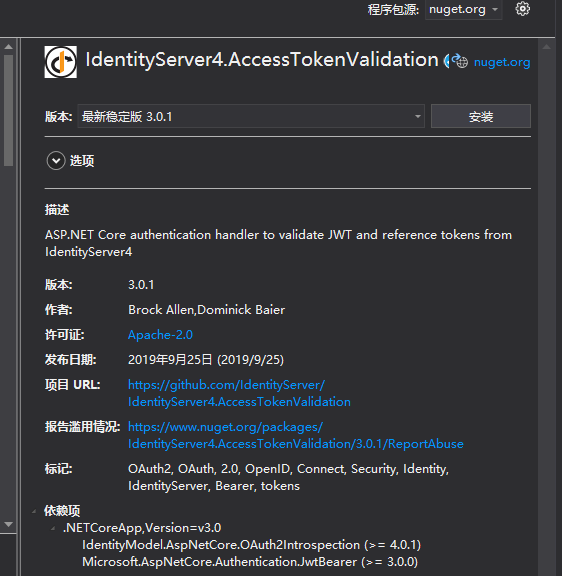 程序包源: nuget.org
IdentityServer4.AccessTokenValidation nuget.org
版本: 最新稳定版 3.0.1 安装
选项
描述
ASP.NET Core authentication handler to validate JWT and reference tokens from
IdentityServer4
版本: 3.0.1
作者: Brock Allen,Dominick Baier
许可证: Apache-2.0
发布日期: 2019年9月25日 (2019/9/25)
项目 URL: https://github.com/IdentityServer/
IdentityServer4.AccessTokenValidation
报告滥用情况: https://www.nuget.org/packages/
IdentityServer4.AccessTokenValidation/3.0.1/ReportAbuse
标记: OAuth2, OAuth, 2.0, OpenID, Connect, Security, Identity,
IdentityServer, Bearer, tokens
依赖项
.NETCoreApp,Version=v3.0
IdentityModel.AspNetCore.OAuth2Introspection (>= 4.0.1)
Microsoft.AspNetCore.Authentication.JwtBearer (>= 3.0.0)